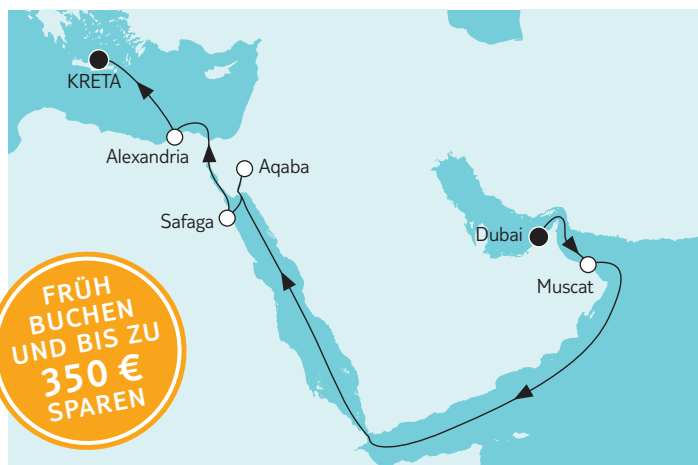 KRETA
Alexandria
Aqaba
Safaga
Dubai
Muscat
FRÜH
BUCHEN
UND BIS ZU
350 €
SPAREN